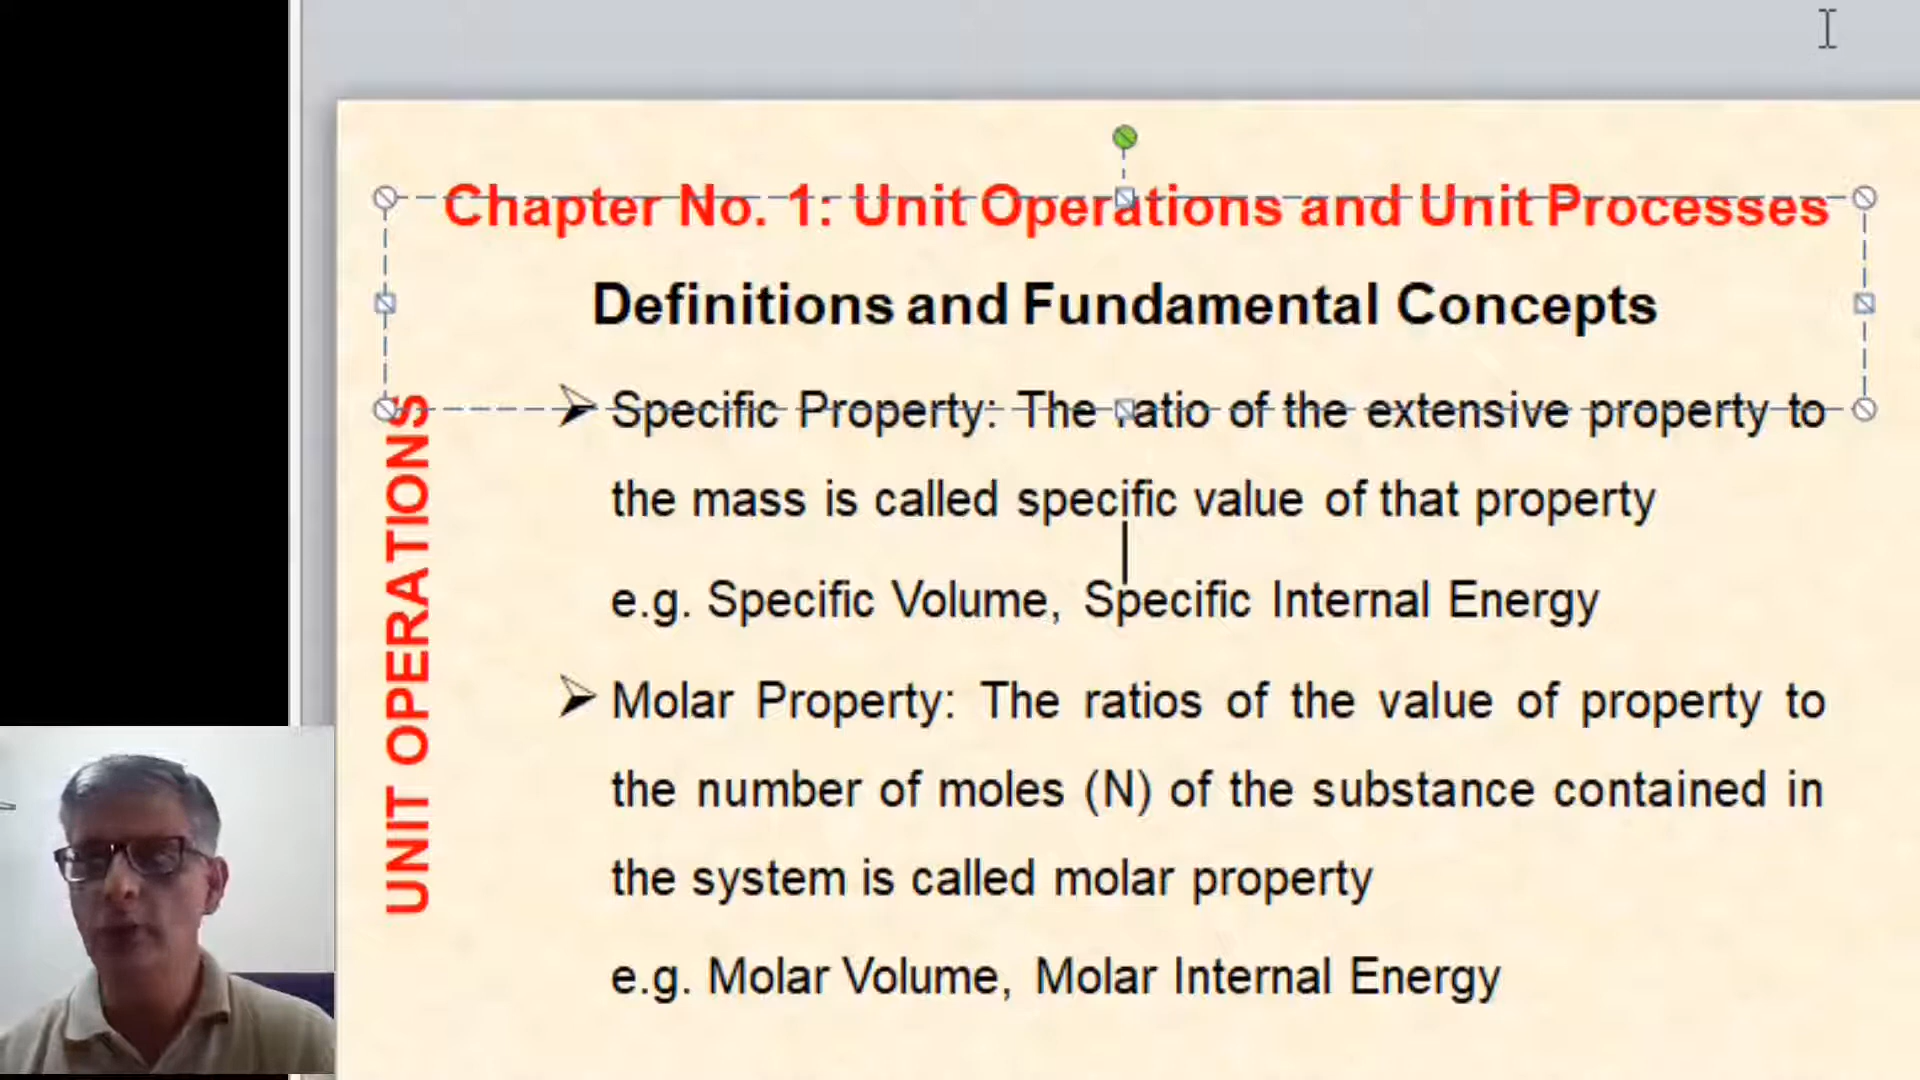 Chapter No. 1: Unit Operations and Unit Processes
Definitions and Fundamental Concepts
Specific Property: The ratio of the extensive property to
the mass is called specific value of that property
e.g. Specific Volume, Specific Internal Energy
Molar Property: The ratios of the value of property to
the number of moles (N) of the substance contained in
the system is called molar property
e.g. Molar Volume, Molar Internal Energy
UNIT OPERATIONS